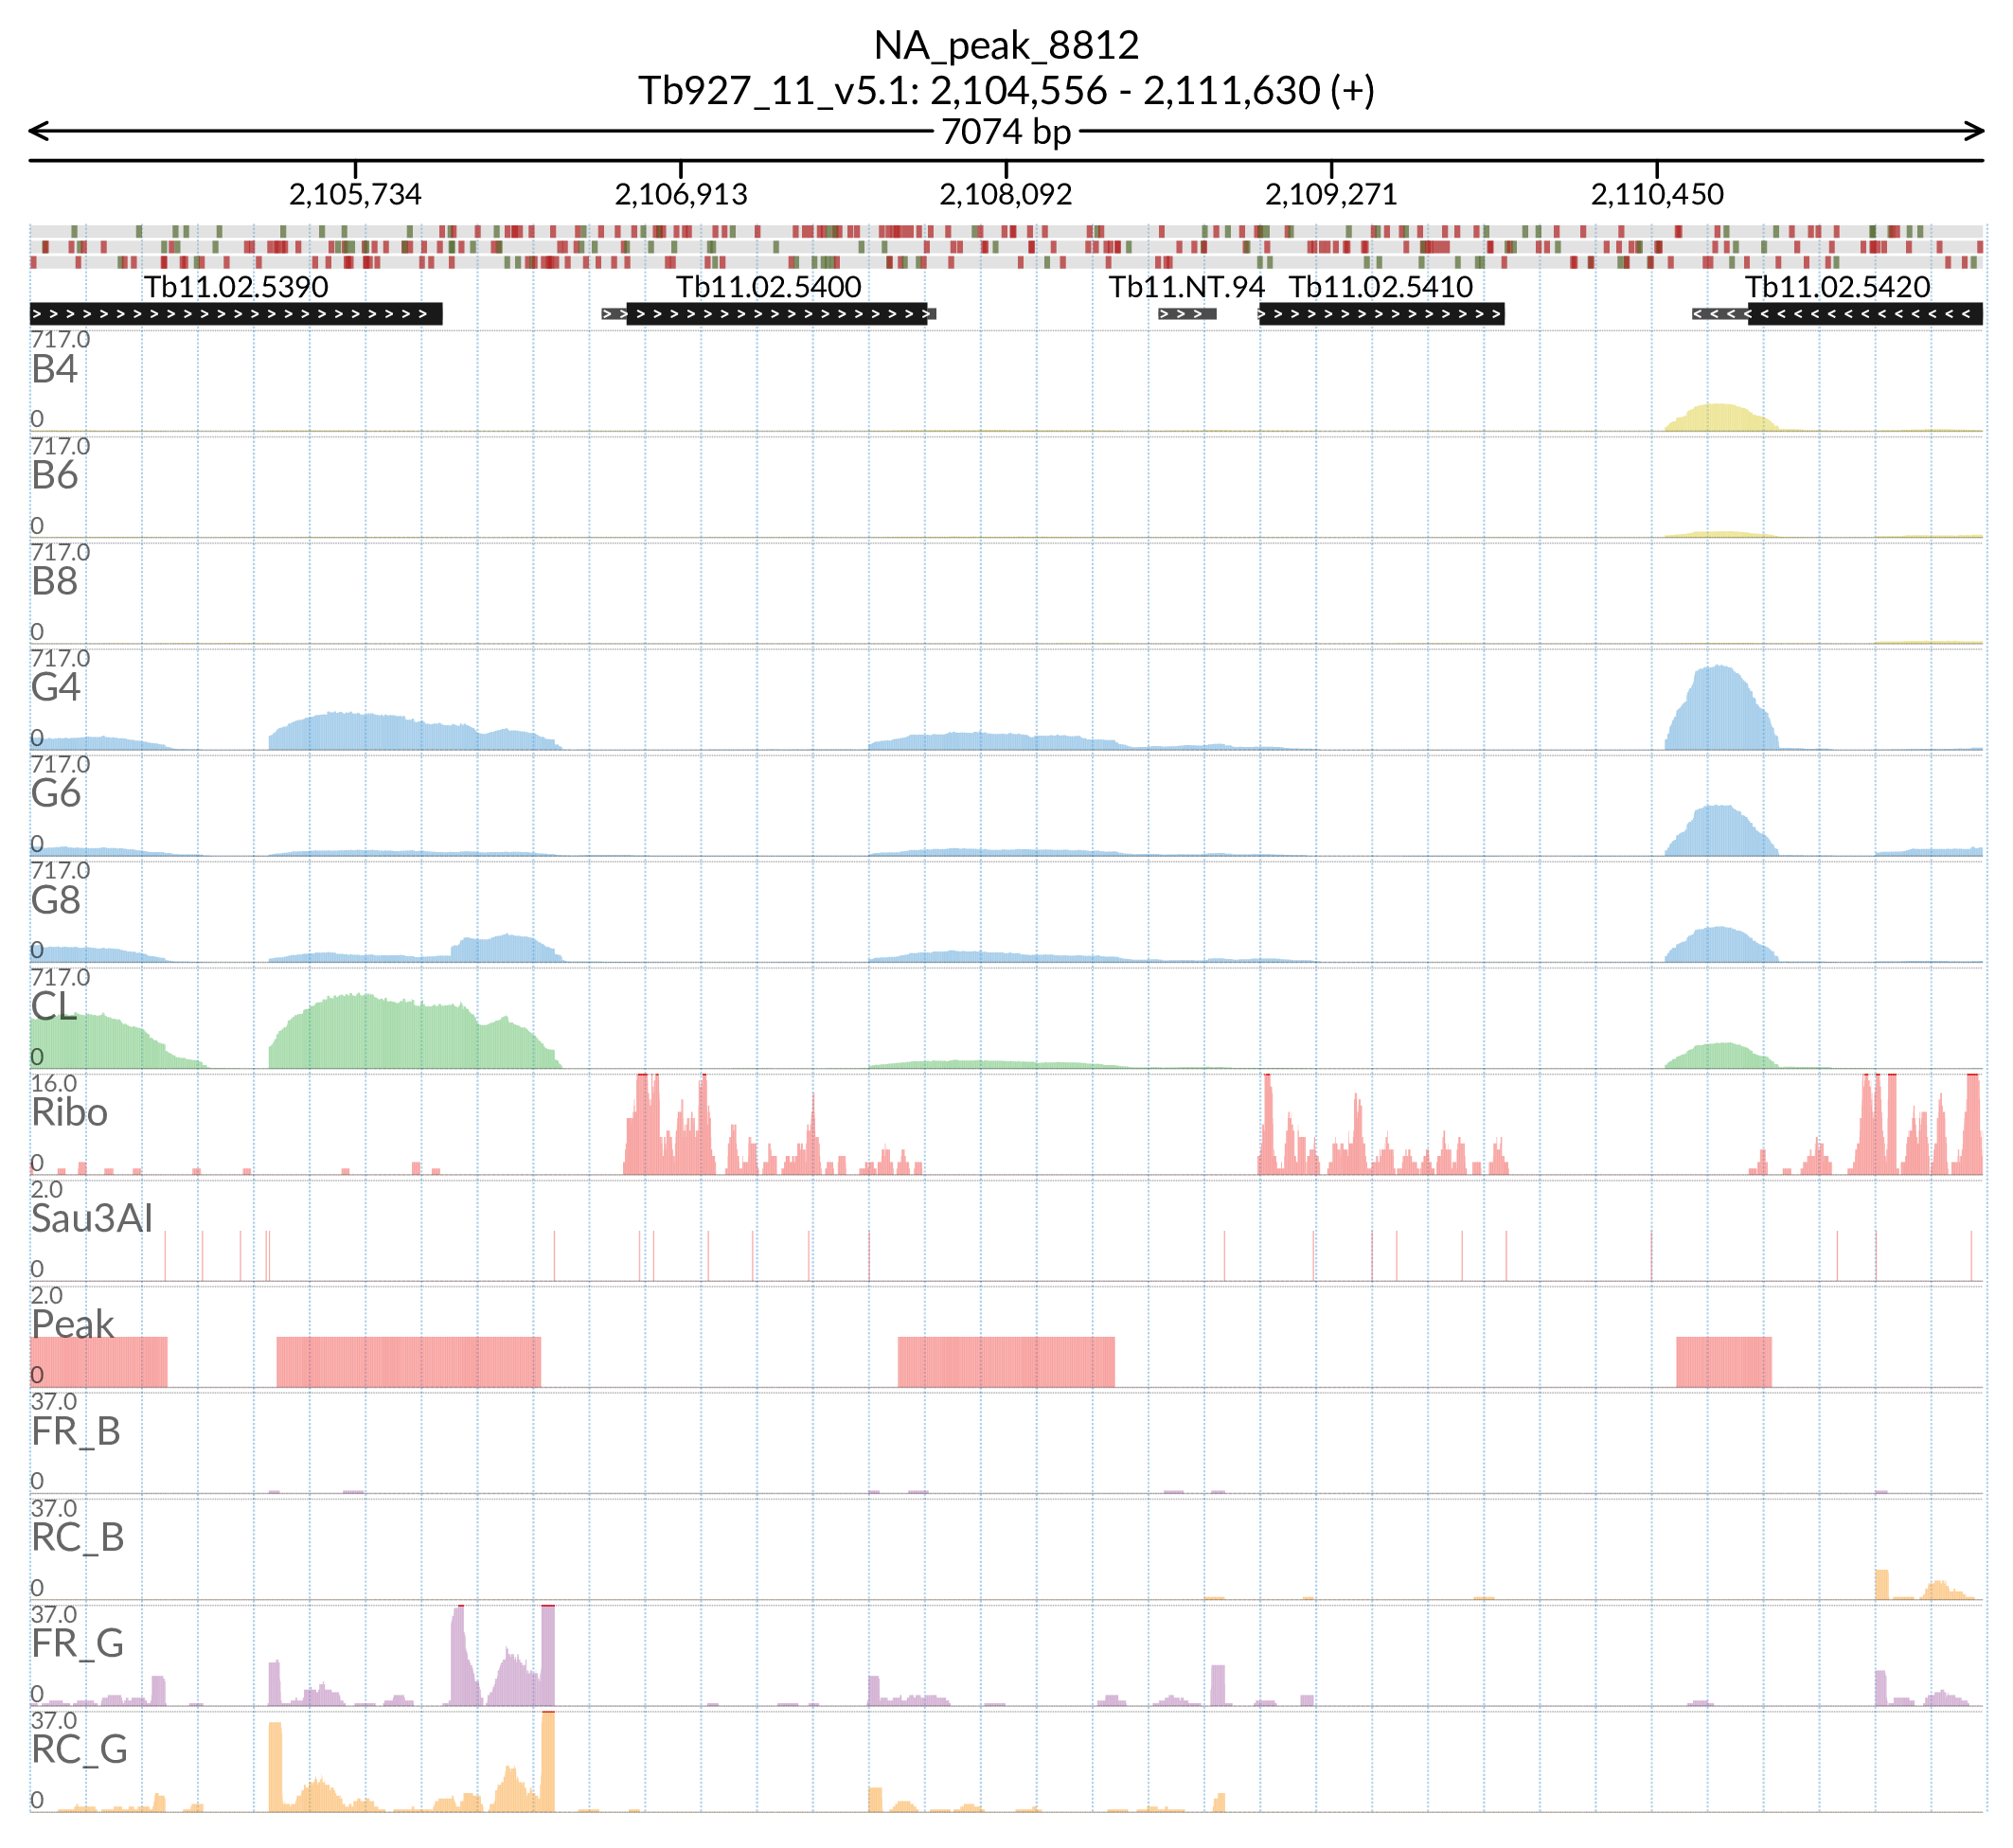 NA_peak_8812
Tb927_11_v5.1: 2,104,556 - 2,111,630 (+)
7074 bp
2,105,734 2,106,913 2,108,092 2,109,271 2,110,450
Tb11.02.5390 Tb11.02.5400 Tb11.NT.94 Tb11.02.5410 Tb11.02.5420
717.0
B4
0
717.0
B6
0
717.0
B8
0
717.0
G4
0
717.0
G6
0
717.0
G8
0
717.0
CL
0
16.0
Ribo
0
2.0
Sau3AI
0
2.0
Peak
0
37.0
FR_B
0
37.0
RC_B
0
37.0
FR_G
0
37.0
RC_G
0